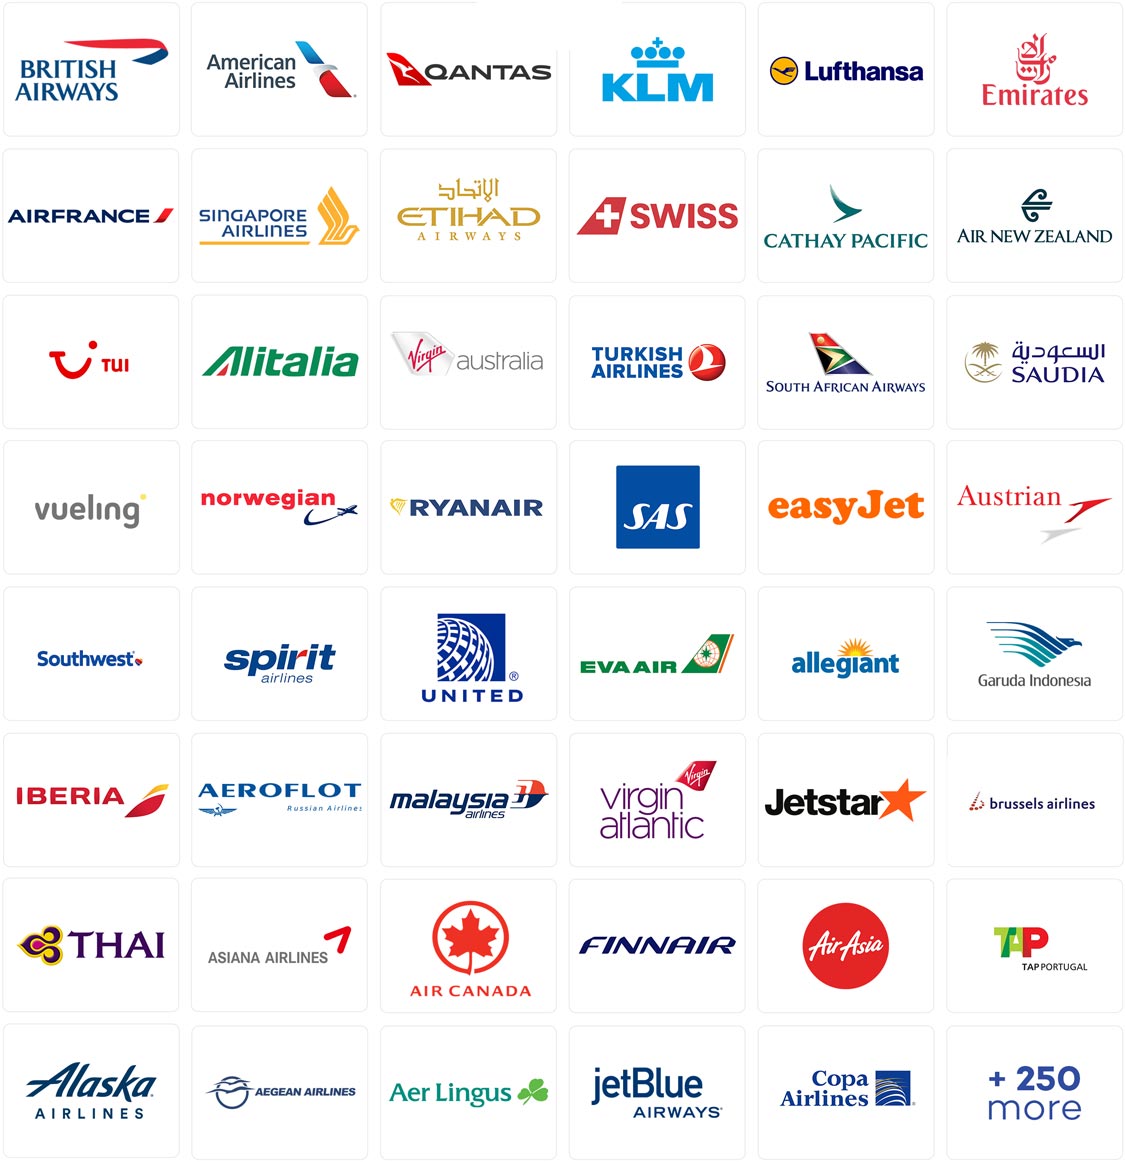 BRITISH
AIRWAYS
American
Airlines
QANTAS
KLM
Lufthansa
Emirates
AIRFRANCE
SINGAPORE
AIRLINES
الإتحاد
ETIHAD
AIRWAYS
SWISS
CATHAY PACIFIC
AIR NEW ZEALAND
TUI
Alitalia
Virgin australia
TURKISH
AIRLINES
SOUTH AFRICAN AIRWAYS
السعودية
SAUDIA
vueling
norwegian
RYANAIR
SAS
easyJet
Austrian
Southwest®
spirit
airlines
UNITED®
EVA AIR
allegiant
Garuda Indonesia
IBERIA
AEROFLOT
Russian Airlines
malaysia
airlines
Virgin
virgin
atlantic
Jetstar
brussels airlines
THAI
ASIANA AIRLINES
AIR CANADA
FINNAIR
AirAsia
TAP
TAP PORTUGAL
Alaska
AIRLINES
AEGEAN AIRLINES
Aer Lingus
jetBlue
AIRWAYS®
Copa
Airlines
+ 250
more